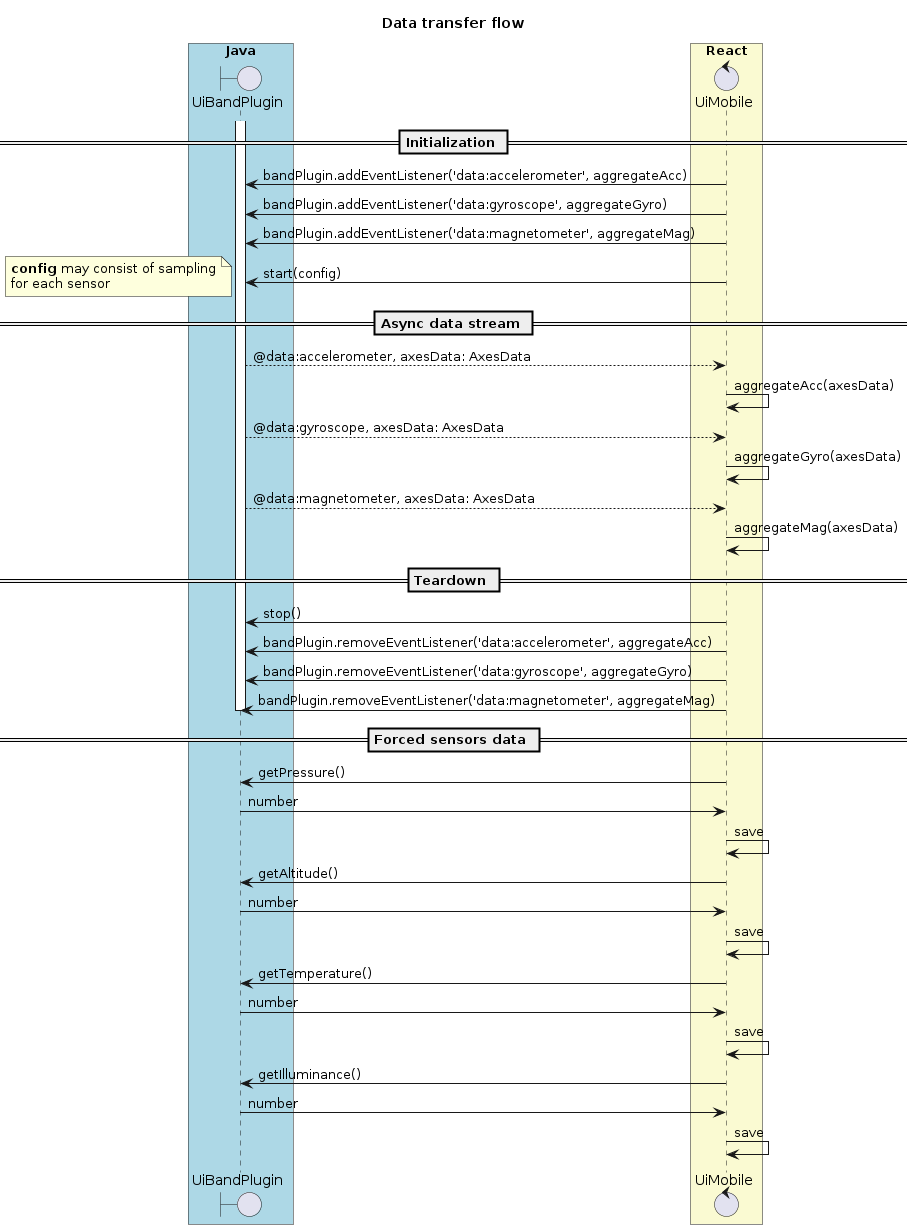 Data transfer flow
Java
React
UiBandPlugin
UiMobile
Initialization
bandPlugin.addEventListener('data:accelerometer', aggregateAcc)
bandPlugin.addEventListener('data:gyroscope', aggregateGyro)
bandPlugin.addEventListener('data:magnetometer', aggregateMag)
config may consist of sampling
for each sensor
start(config)
Async data stream
@data:accelerometer, axesData: AxesData
aggregateAcc(axesData)
@data:gyroscope, axesData: AxesData
aggregateGyro(axesData)
@data:magnetometer, axesData: AxesData
aggregateMag(axesData)
Teardown
stop()
bandPlugin.removeEventListener('data:accelerometer', aggregateAcc)
bandPlugin.removeEventListener('data:gyroscope', aggregateGyro)
bandPlugin.removeEventListener('data:magnetometer', aggregateMag)
Forced sensors data
getPressure()
number
save
getAltitude()
number
save
getTemperature()
number
save
getIlluminance()
number
save
UiBandPlugin
UiMobile